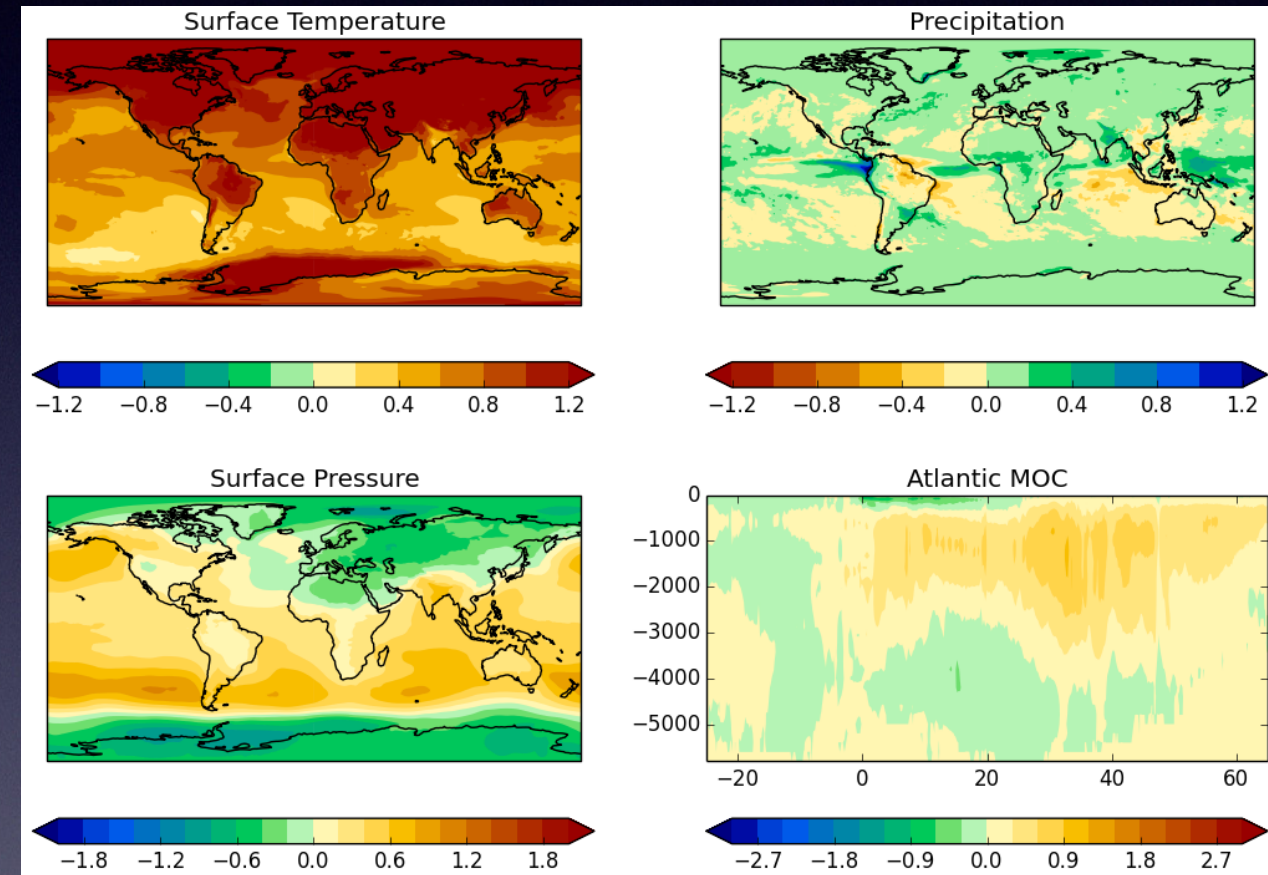 Surface Temperature
−1.2 −0.8 −0.4 0.0 0.4 0.8 1.2
Precipitation
−1.2 −0.8 −0.4 0.0 0.4 0.8 1.2
Surface Pressure
−1.8 −1.2 −0.6 0.0 0.6 1.2 1.8
Atlantic MOC
0
−1000
−2000
−3000
−4000
−5000
−20 0 20 40 60
−2.7 −1.8 −0.9 0.0 0.9 1.8 2.7